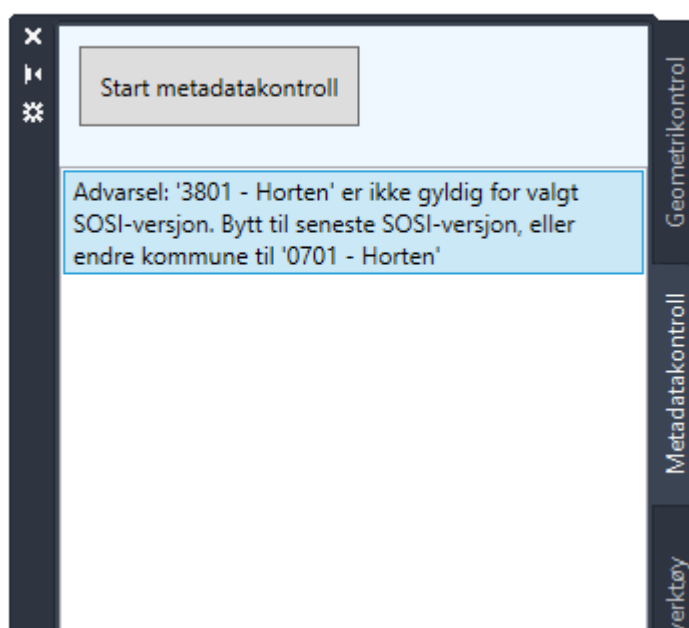 Start metadatakontroll
Advarsel: '3801 - Horten' er ikke gyldig for valgt
SOSI-versjon. Bytt til seneste SOSI-versjon, eller
endre kommune til '0701 - Horten'
Geometrikontrol
Metadatakontroll
verktøy